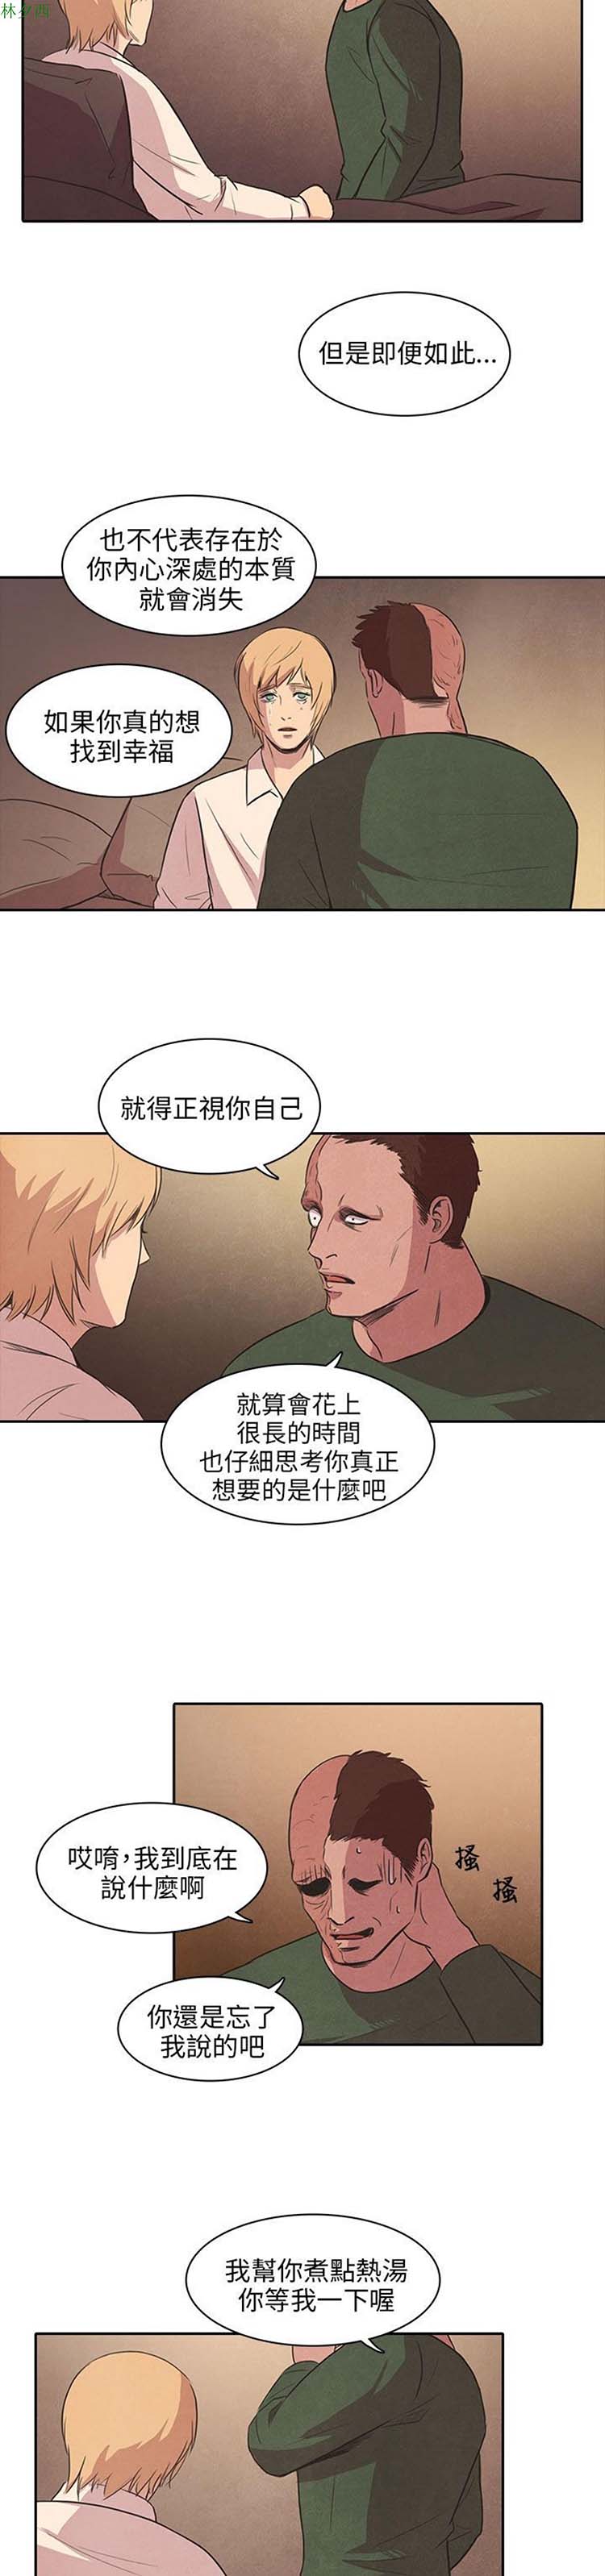 林夕西
但是即便如此...
也不代表存在於
你內心深處的本質
就會消失
如果你真的想
找到幸福
就得正視你自己
就算會花上
很長的時間
也仔細思考你真正
想要的是什麼吧
哎唷,我到底在
說什麼啊
搔
搔
你還是忘了
我說的吧
我幫你煮點熱湯
你等我一下喔